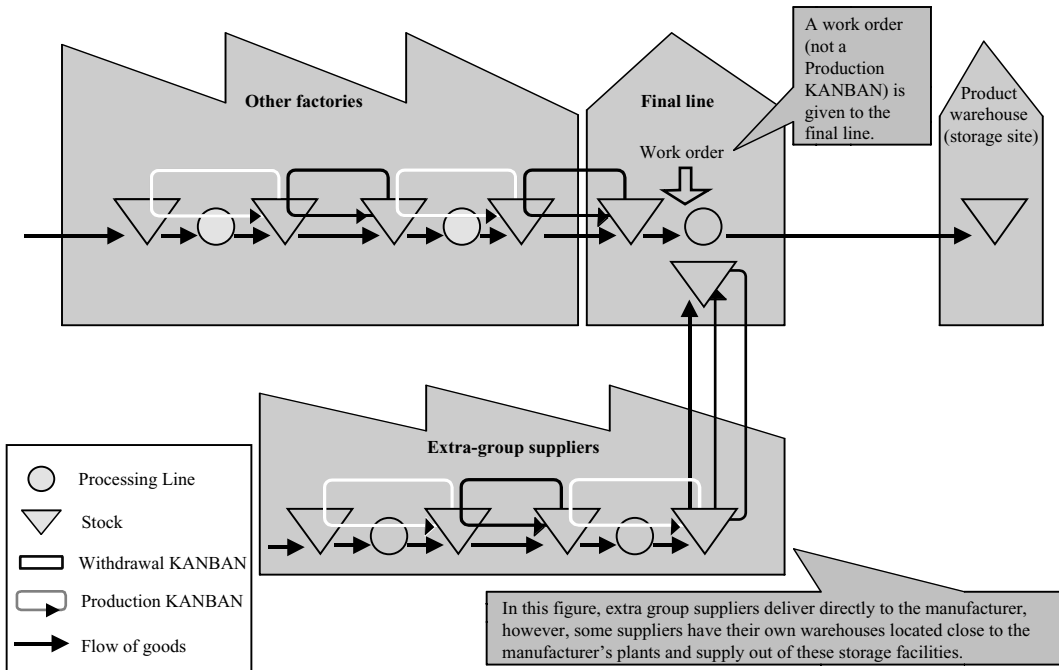 A work order
(not a
Production
KANBAN) is
given to the
final line.
Other factories
Final line
Product
warehouse
(storage site)
Work order
Extra-group suppliers
Processing Line
Stock
Withdrawal KANBAN
Production KANBAN
Flow of goods
In this figure, extra group suppliers deliver directly to the manufacturer,
however, some suppliers have their own warehouses located close to the
manufacturer's plants and supply out of these storage facilities.